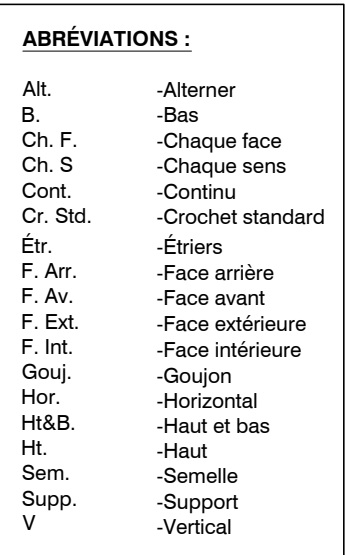 ABRÉVIATIONS :
Alt. -Alterner
B. -Bas
Ch. F. -Chaque face
Ch. S -Chaque sens
Cont. -Continu
Cr. Std. -Crochet standard
Étr. -Étriers
F. Arr. -Face arrière
F. Av. -Face avant
F. Ext. -Face extérieure
F. Int. -Face intérieure
Gouj. -Goujon
Hor. -Horizontal
Ht&B. -Haut et bas
Ht. -Haut
Sem. -Semelle
Supp. -Support
V -Vertical